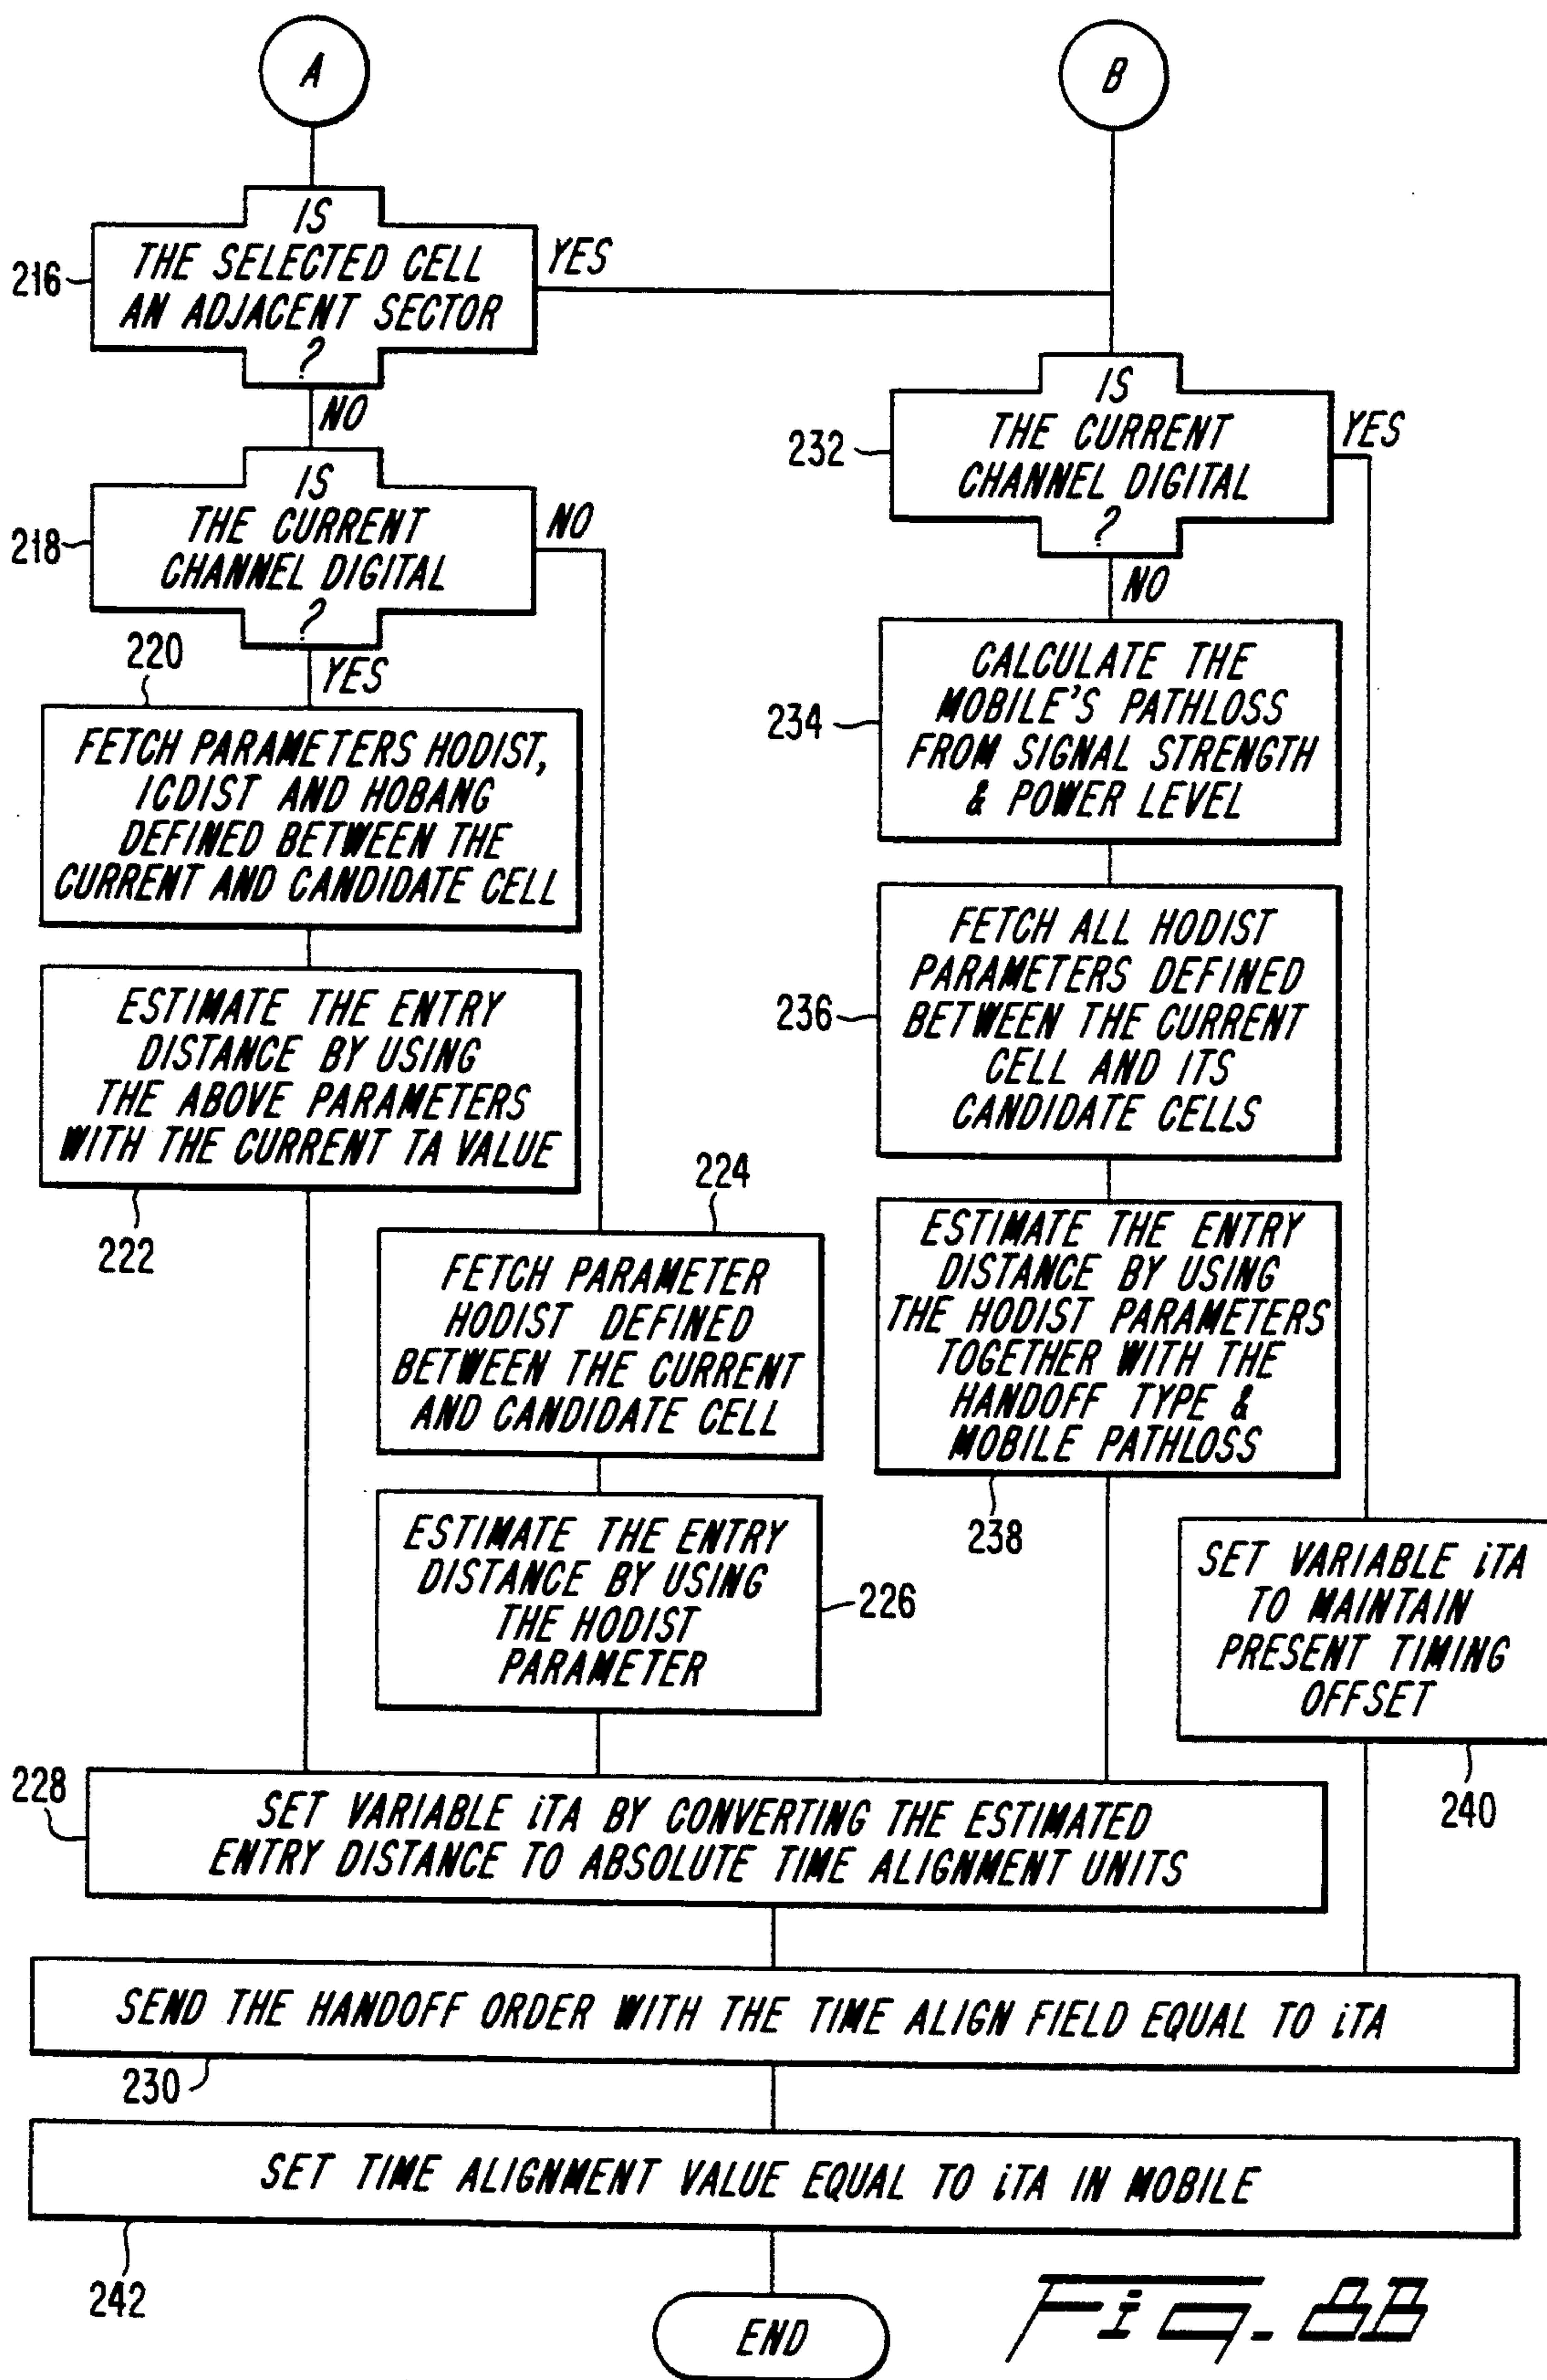 A
B
IS
THE SELECTED CELL
AN ADJACENT SECTOR
?
216
YES
NO
IS
THE CURRENT
CHANNEL DIGITAL
?
218
NO
YES
220
FETCH PARAMETERS HODIST,
ICDIST AND HOBANG
DEFINED BETWEEN THE
CURRENT AND CANDIDATE CELL
ESTIMATE THE ENTRY
DISTANCE BY USING
THE ABOVE PARAMETERS
WITH THE CURRENT TA VALUE
222
224
FETCH PARAMETER
HODIST DEFINED
BETWEEN THE CURRENT
AND CANDIDATE CELL
ESTIMATE THE ENTRY
DISTANCE BY USING
THE HODIST
PARAMETER
226
IS
THE CURRENT
CHANNEL DIGITAL
?
232
YES
NO
CALCULATE THE
MOBILE'S PATHLOSS
FROM SIGNAL STRENGTH
& POWER LEVEL
234
FETCH ALL HODIST
PARAMETERS DEFINED
BETWEEN THE CURRENT
CELL AND ITS
CANDIDATE CELLS
236
ESTIMATE THE ENTRY
DISTANCE BY USING
THE HODIST PARAMETERS
TOGETHER WITH THE
HANDOFF TYPE &
MOBILE PATHLOSS
238
SET VARIABLE iTA
TO MAINTAIN
PRESENT TIMING
OFFSET
240
228
SET VARIABLE iTA BY CONVERTING THE ESTIMATED
ENTRY DISTANCE TO ABSOLUTE TIME ALIGNMENT UNITS
SEND THE HANDOFF ORDER WITH THE TIME ALIGN FIELD EQUAL TO iTA
230
SET TIME ALIGNMENT VALUE EQUAL TO iTA IN MOBILE
242
END
Fig. 8B